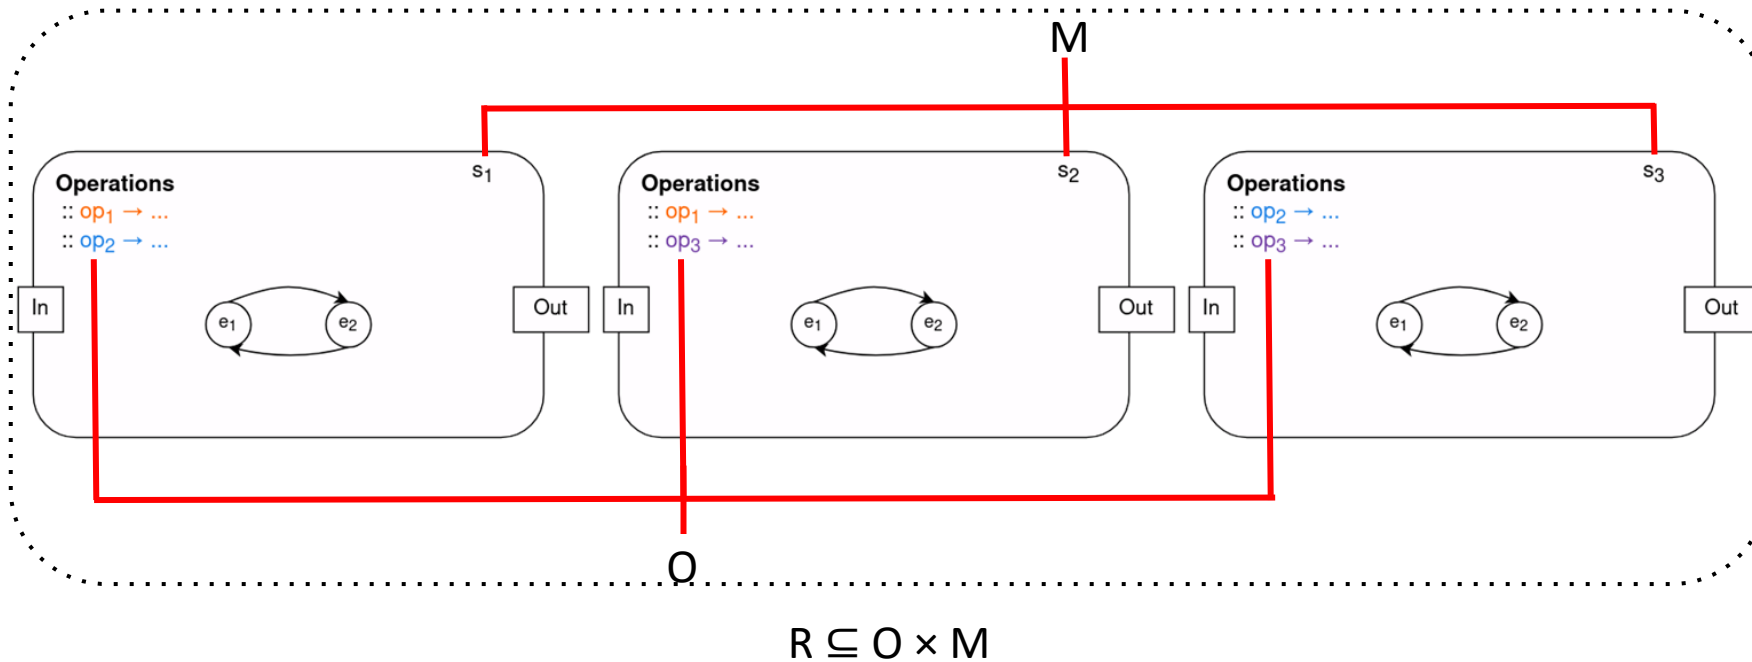 M
s₁
Operations
:: op₁ → ...
:: op₂ → ...
In
e₁
e₂
Out
s₂
Operations
:: op₁ → ...
:: op₃ → ...
In
e₁
e₂
Out
s₃
Operations
:: op₂ → ...
:: op₃ → ...
In
e₁
e₂
Out
O
R ⊆ O × M